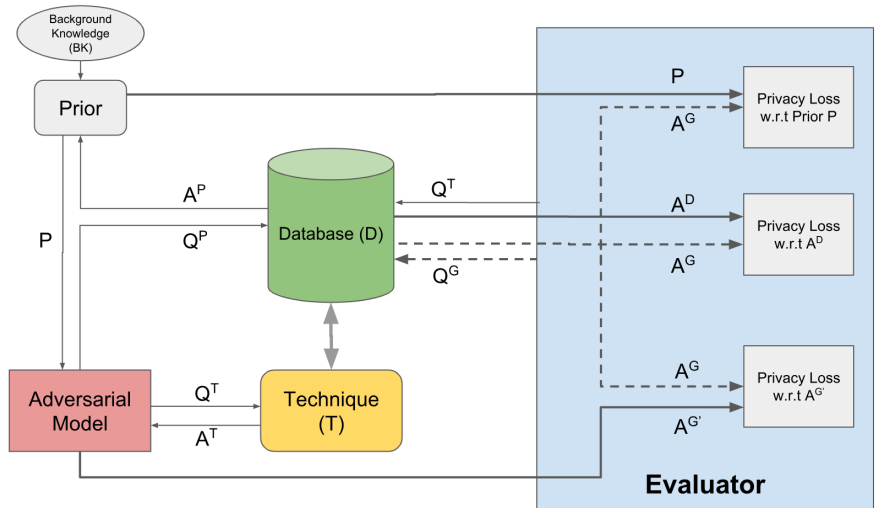 Background
Knowledge
(BK)
Prior
P
Privacy Loss
w.r.t Prior P
A^G
A^P
Q^T
Database (D)
A^D
Privacy Loss
w.r.t A^D
P
Q^P
A^G
Q^G
Adversarial
Model
Q^T
A^T
Technique
(T)
A^G
Privacy Loss
w.r.t A^G'
A^G'
Evaluator